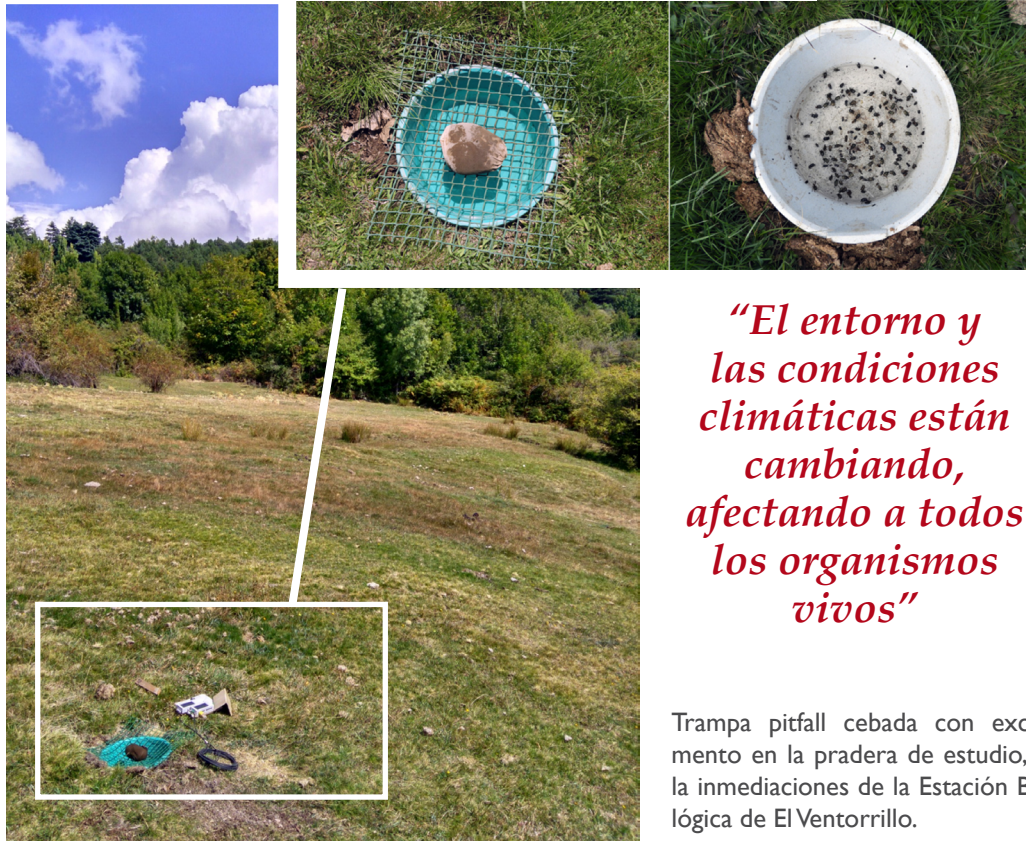 “El entorno y
las condiciones
climáticas están
cambiando,
afectando a todos
los organismos
vivos”
Trampa pitfall cebada con
mento en la pradera de estudio,
la inmediaciones de la Estación
lógica de El Ventorrillo.